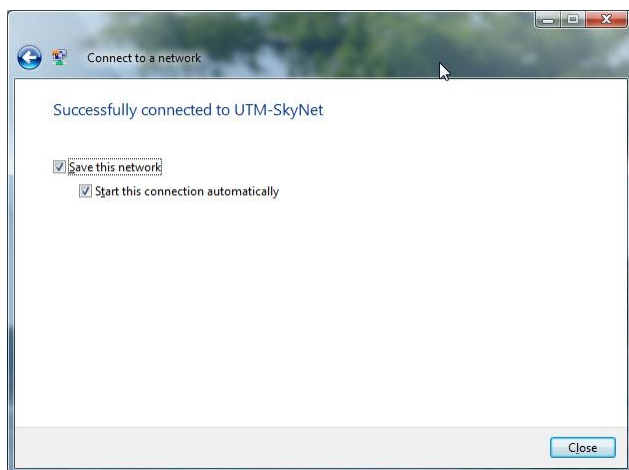 Connect to a network
Successfully connected to UTM-SkyNet
Save this network
Start this connection automatically
Close